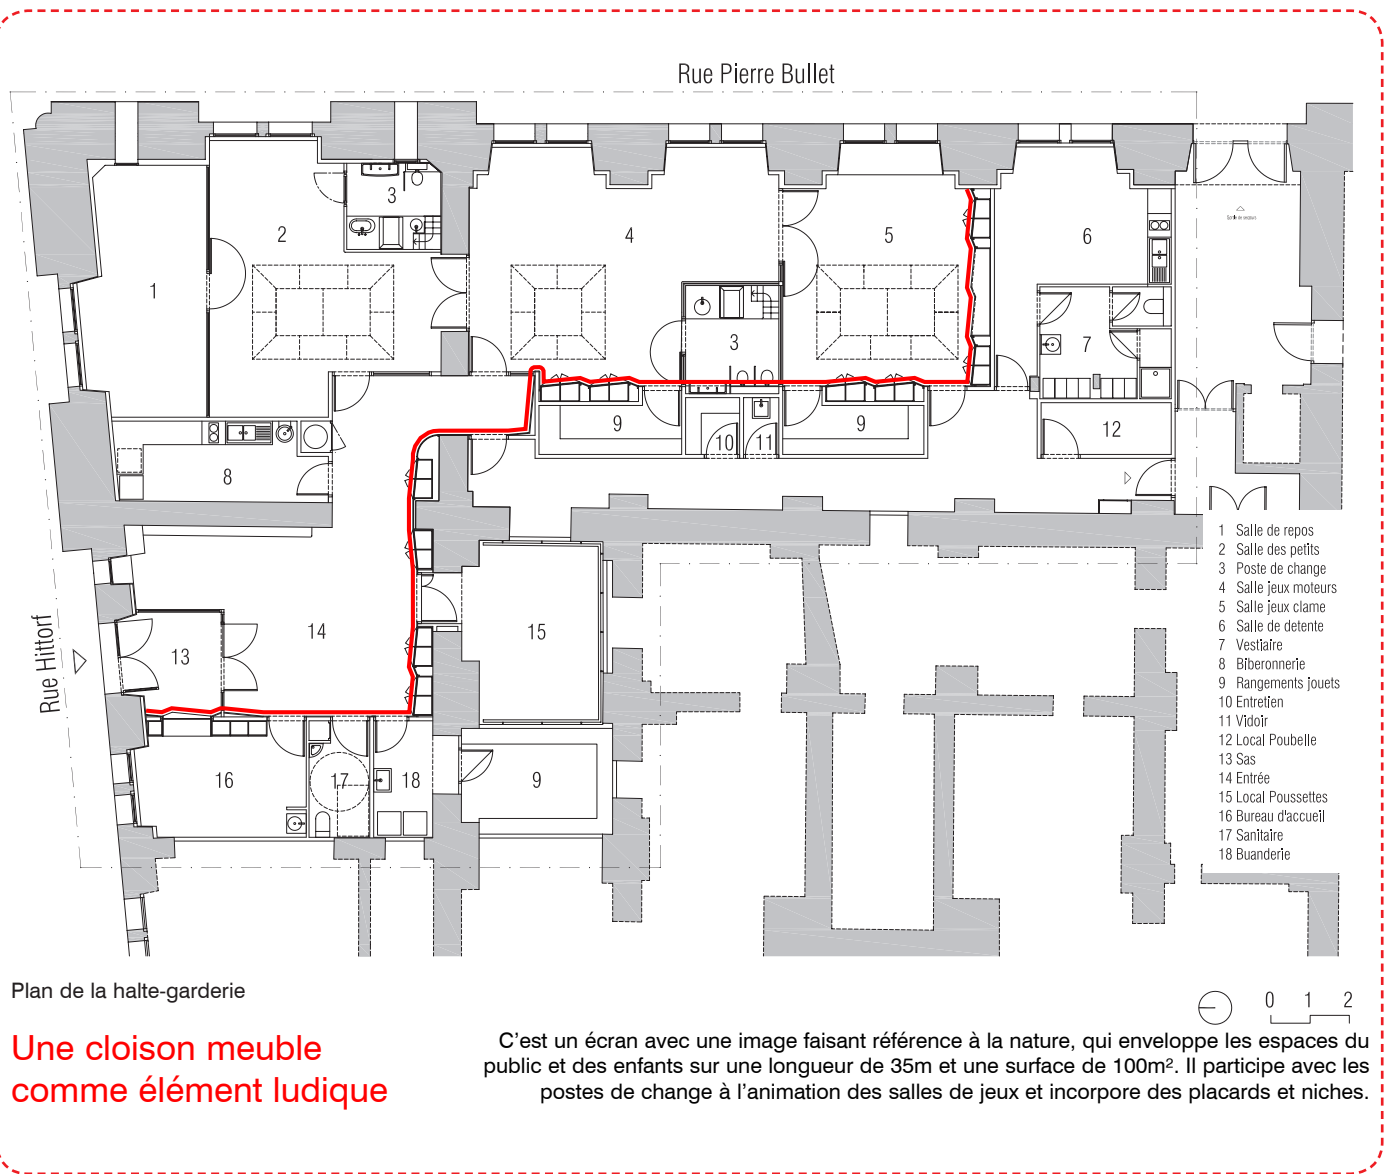 Rue Pierre Bullet
Rue Hittorf
1
2
3
4
5
6
3
7
8
9
10
11
9
12
13
14
15
16
17
18
9
Sortie de secours
1 Salle de repos
2 Salle des petits
3 Poste de change
4 Salle jeux moteurs
5 Salle jeux clame
6 Salle de detente
7 Vestiaire
8 Biberonnerie
9 Rangements jouets
10 Entretien
11 Vidoir
12 Local Poubelle
13 Sas
14 Entrée
15 Local Poussettes
16 Bureau d'accueil
17 Sanitaire
18 Buanderie
Plan de la halte-garderie
0 1 2
Une cloison meuble
comme élément ludique
C’est un écran avec une image faisant référence à la nature, qui enveloppe les espaces du
public et des enfants sur une longueur de 35m et une surface de 100m². Il participe avec les
postes de change à l’animation des salles de jeux et incorpore des placards et niches.